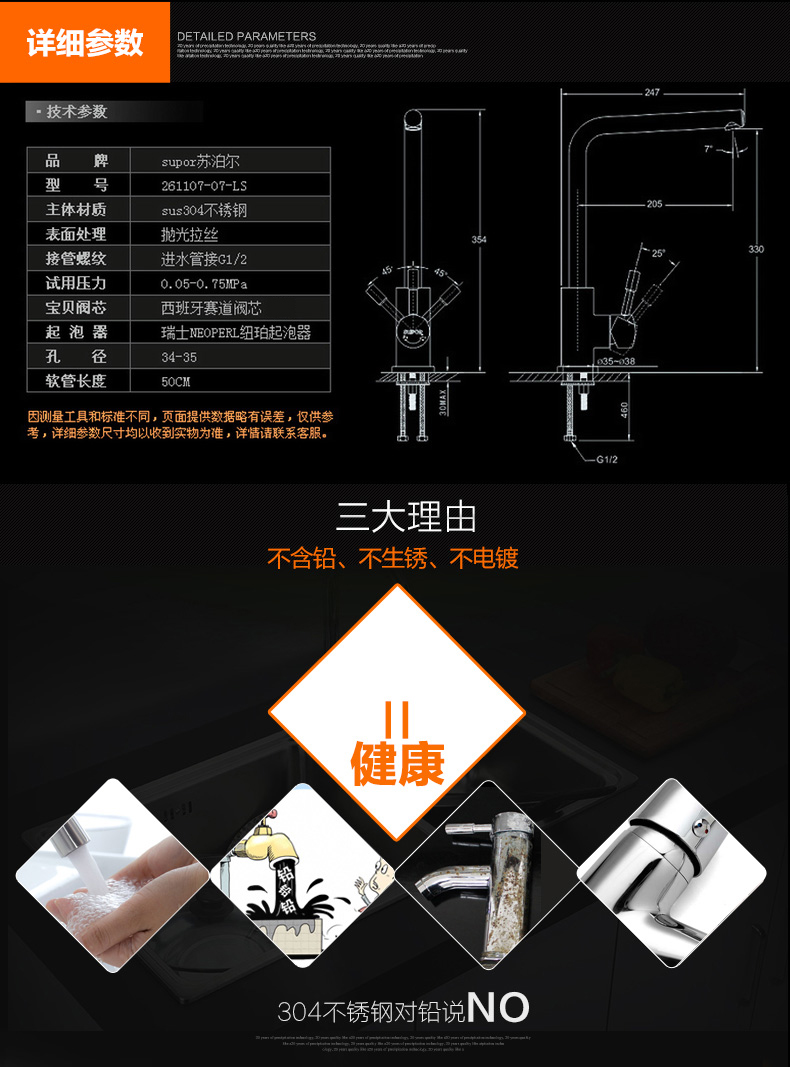 详细参数
DETAILED PARAMETERS
技术参数
品 牌 supor苏泊尔
型 号 261107-07-LS
主体材质 sus304不锈钢
表面处理 抛光拉丝
接管螺纹 进水管接G1/2
试用压力 0.05-0.75MPa
宝贝阀芯 西班牙赛道阀芯
起 泡 器 瑞士NEOPERL纽珀起泡器
孔 径 34-35
软管长度 50CM
因测量工具和标准不同，页面提供数据略有误差，仅供参
考，详细参数尺寸均以收到实物为准，详情请联系客服。
247
7°
205
354
330
25°
45°
45°
SUPOR
ø35~ø38
30MAX
460
G1/2
三大理由
不含铅、不生锈、不电镀
=
健康
铅
铅
304不锈钢对铅说NO